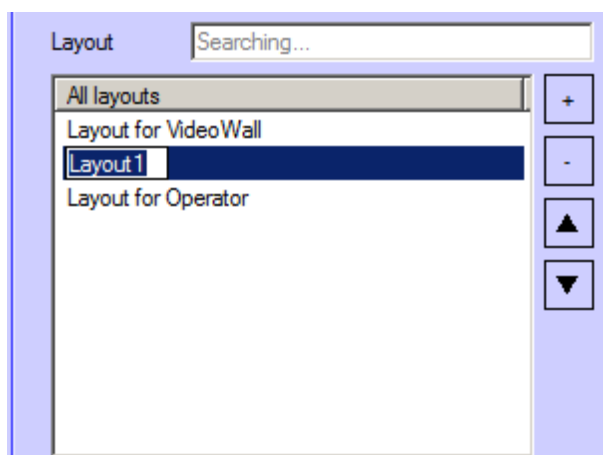 Layout Searching...
All layouts
+
Layout for VideoWall
Layout1
-
Layout for Operator
▲
▼